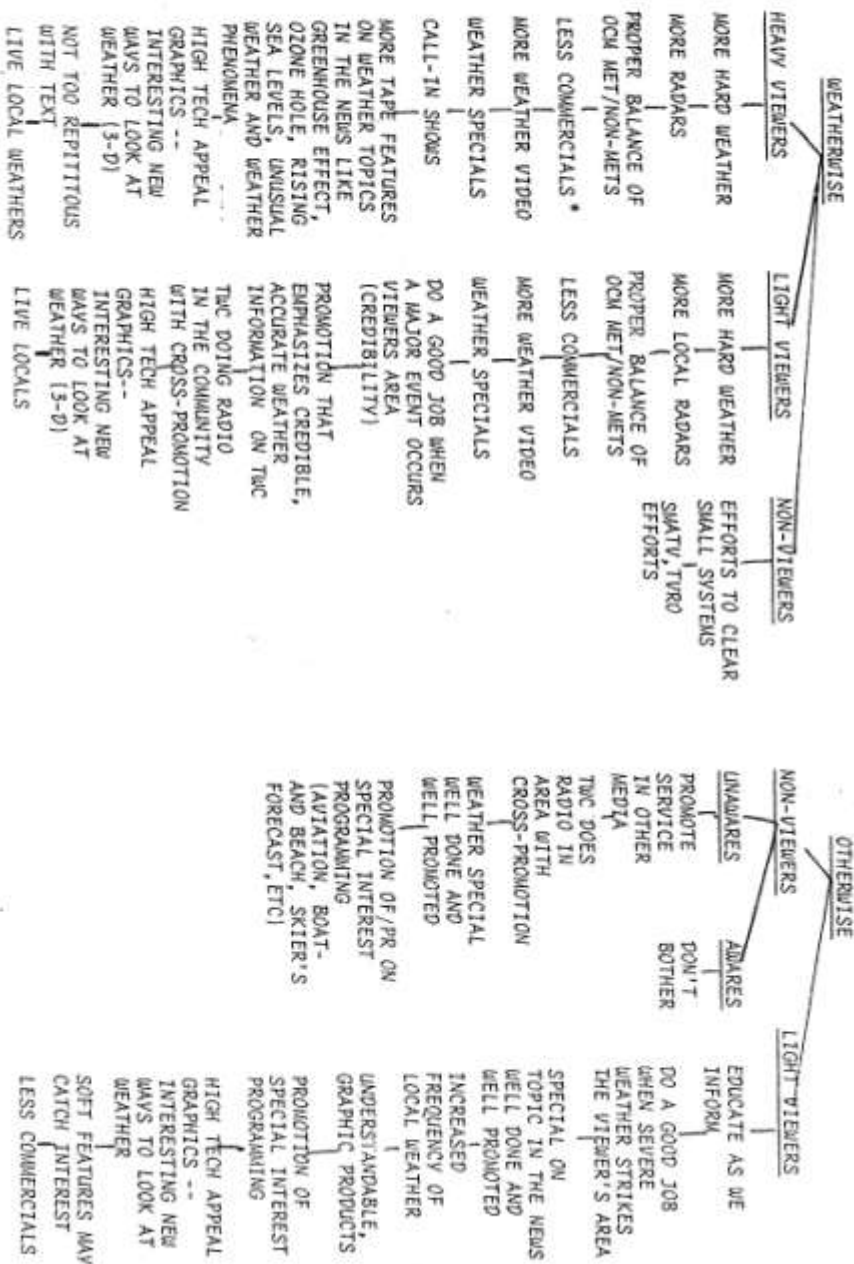 WEATHERWISE
HEAVY VIEWERS
MORE HARD WEATHER
MORE RADARS
PROPER BALANCE OF
OCM MET/NON-METS
LESS COMMERCIALS*
MORE WEATHER VIDEO
WEATHER SPECIALS
CALL-IN SHOWS
MORE TAPE FEATURES
ON WEATHER TOPICS
IN THE NEWS LIKE
GREENHOUSE EFFECT,
OZONE HOLE, RISING
SEA LEVELS, UNUSUAL
WEATHER AND WEATHER
PHENOMENA
HIGH TECH APPEAL
GRAPHICS --
INTERESTING NEW
WAYS TO LOOK AT
WEATHER (3-D)
NOT TOO REPITITOUS
WITH TEXT
LIVE LOCAL WEATHERS
LIGHT VIEWERS
MORE HARD WEATHER
MORE LOCAL RADARS
PROPER BALANCE OF
OCM MET/NON-METS
LESS COMMERCIALS
MORE WEATHER VIDEO
WEATHER SPECIALS
DO A GOOD JOB WHEN
A MAJOR EVENT OCCURS
VIEWERS AREA
(CREDIBILITY)
PROMOTION THAT
EMPHASIZES CREDIBLE,
ACCURATE WEATHER
INFORMATION ON TWC
TWC DOING RADIO
IN THE COMMUNITY
WITH CROSS-PROMOTION
HIGH TECH APPEAL
GRAPHICS--
INTERESTING NEW
WAYS TO LOOK AT
WEATHER (3-D)
LIVE LOCALS
NON-VIEWERS
EFFORTS TO CLEAR
SMALL SYSTEMS
SMATV, TVRO
EFFORTS
OTHERWISE
NON-VIEWERS
UNAWARES
PROMOTE
SERVICE
IN OTHER
MEDIA
TWC DOES
RADIO IN
AREA WITH
CROSS-PROMOTION
WEATHER SPECIAL
WELL DONE AND
WELL PROMOTED
PROMOTION OF/PR ON
SPECIAL INTEREST
PROGRAMMING
(AVIATION, BOAT-
AND BEACH, SKIER'S
FORECAST, ETC)
AWARES
DON'T
BOTHER
LIGHT VIEWERS
EDUCATE AS WE
INFORM
DO A GOOD JOB
WHEN SEVERE
WEATHER STRIKES
THE VIEWER'S AREA
SPECIAL ON
TOPIC IN THE NEWS
WELL DONE AND
WELL PROMOTED
INCREASED
FREQUENCY OF
LOCAL WEATHER
UNDERSTANDABLE,
GRAPHIC PRODUCTS
PROMOTION OF
SPECIAL INTEREST
PROGRAMMING
HIGH TECH APPEAL
GRAPHICS --
INTERESTING NEW
WAYS TO LOOK AT
WEATHER
SOFT FEATURES MAY
CATCH INTEREST
LESS COMMERCIALS